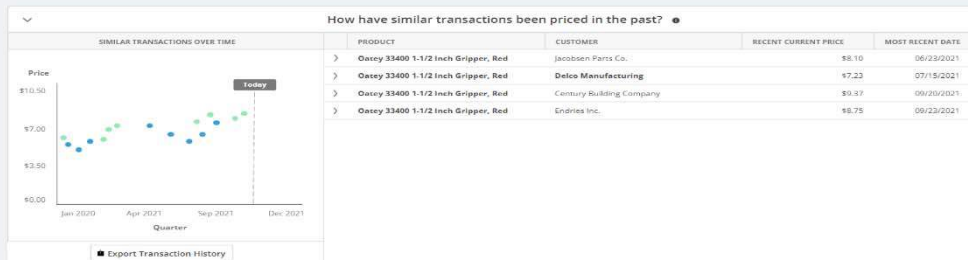 How have similar transactions been priced in the past?
SIMILAR TRANSACTIONS OVER TIME
PRODUCT CUSTOMER RECENT CURRENT PRICE MOST RECENT DATE
Oatey 33400 1-1/2 Inch Gripper, Red Jacobsen Parts Co. $8.10 06/23/2021
Oatey 33400 1-1/2 Inch Gripper, Red Delco Manufacturing $7.23 07/15/2021
Oatey 33400 1-1/2 Inch Gripper, Red Century Building Company $9.37 09/20/2021
Oatey 33400 1-1/2 Inch Gripper, Red Endries Inc. $8.75 09/22/2021
Price
Today
$10.50
$7.00
$3.50
$0.00
Jan 2020 Apr 2021 Sep 2021 Dec 2021
Quarter
Export Transaction History